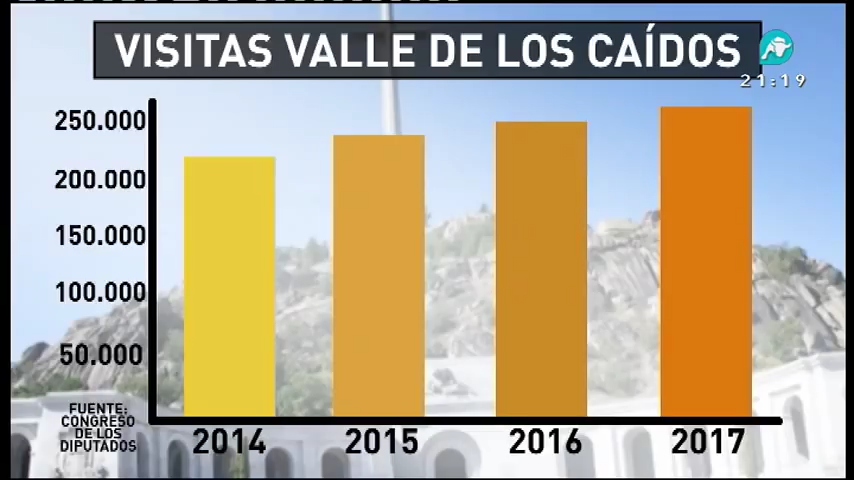 VISITAS VALLE DE LOS CAÍDOS
21:19
250.000
200.000
150.000
100.000
50.000
FUENTE:
CONGRESO
DE LOS
DIPUTADOS
2014
2015
2016
2017